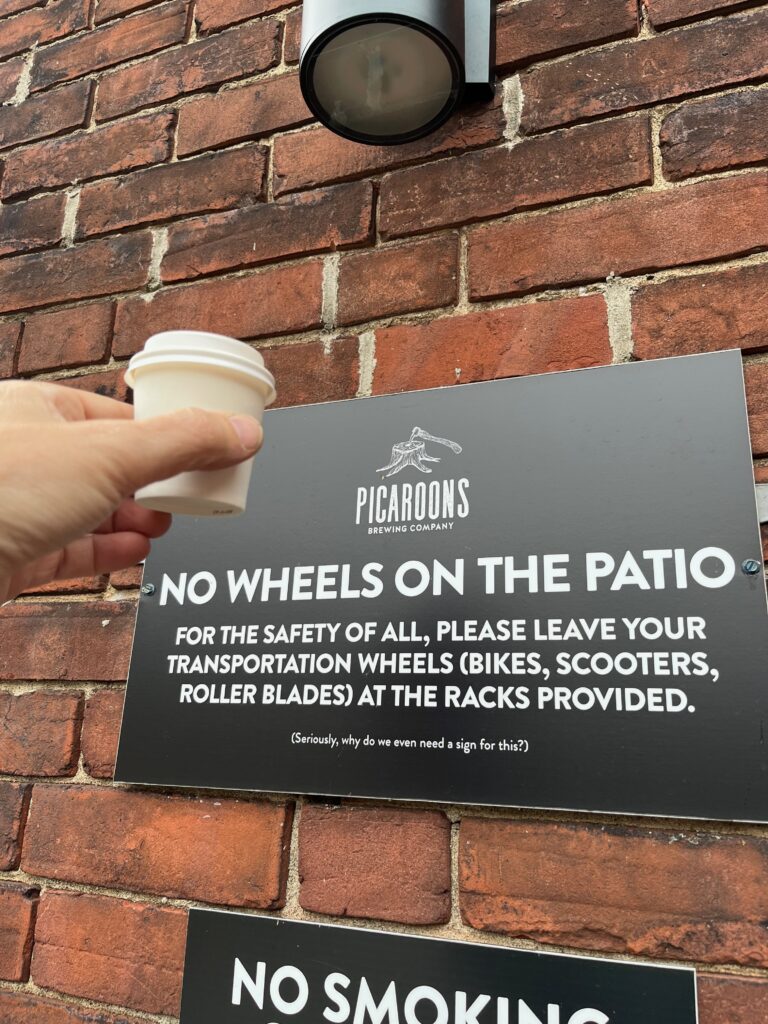 PICAROONS
BREWING COMPANY
NO WHEELS ON THE PATIO
FOR THE SAFETY OF ALL, PLEASE LEAVE YOUR
TRANSPORTATION WHEELS (BIKES, SCOOTERS,
ROLLER BLADES) AT THE RACKS PROVIDED.
(Seriously, why do we even need a sign for this?)
NO SMOKING